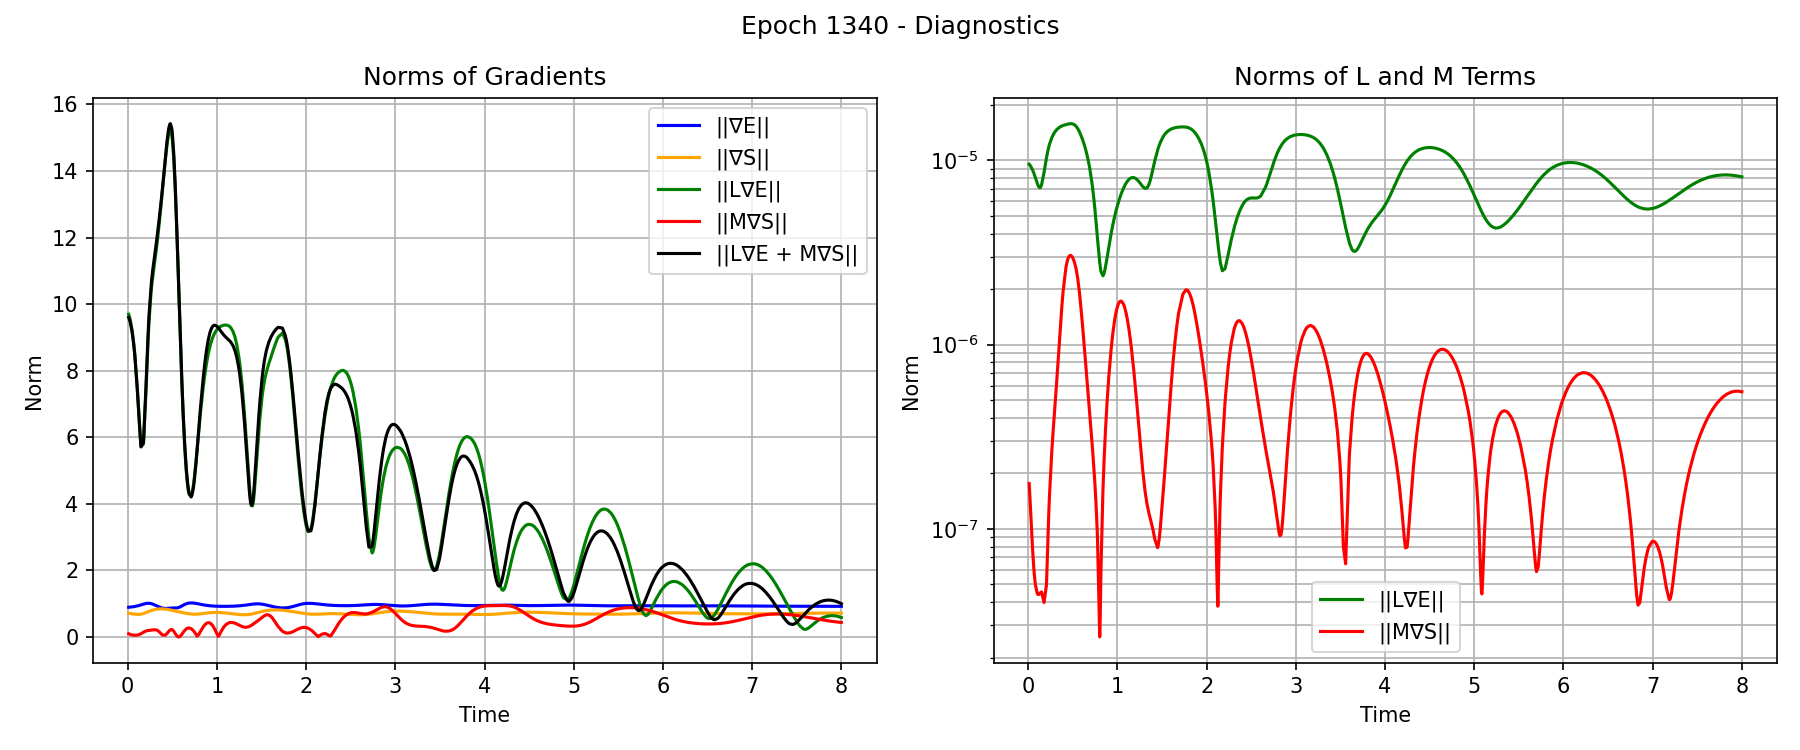 Epoch 1340 - Diagnostics
Norms of Gradients
Norm
16
14
12
10
8
6
4
2
0
||∇E||
||∇S||
||L∇E||
||M∇S||
||L∇E + M∇S||
0 1 2 3 4 5 6 7 8
Time
Norms of L and M Terms
Norm
10⁻⁵
10⁻⁶
10⁻⁷
||L∇E||
||M∇S||
0 1 2 3 4 5 6 7 8
Time